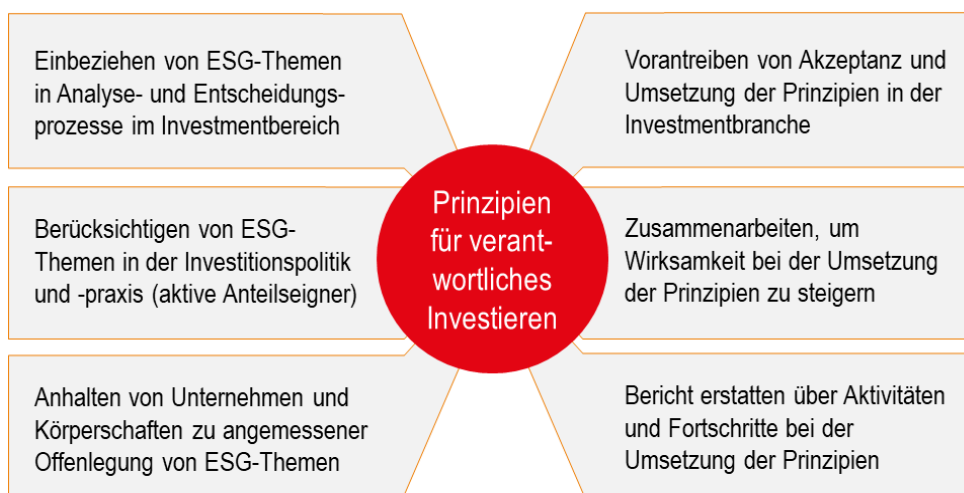 Einbeziehen von ESG-Themen
in Analyse- und Entscheidungs-
prozesse im Investmentbereich
Berücksichtigen von ESG-
Themen in der Investitionspolitik
und -praxis (aktive Anteilseigner)
Anhalten von Unternehmen und
Körperschaften zu angemessener
Offenlegung von ESG-Themen
Prinzipien
für verant-
wortliches
Investieren
Vorantreiben von Akzeptanz und
Umsetzung der Prinzipien in der
Investmentbranche
Zusammenarbeiten, um
Wirksamkeit bei der Umsetzung
der Prinzipien zu steigern
Bericht erstatten über Aktivitäten
und Fortschritte bei der
Umsetzung der Prinzipien